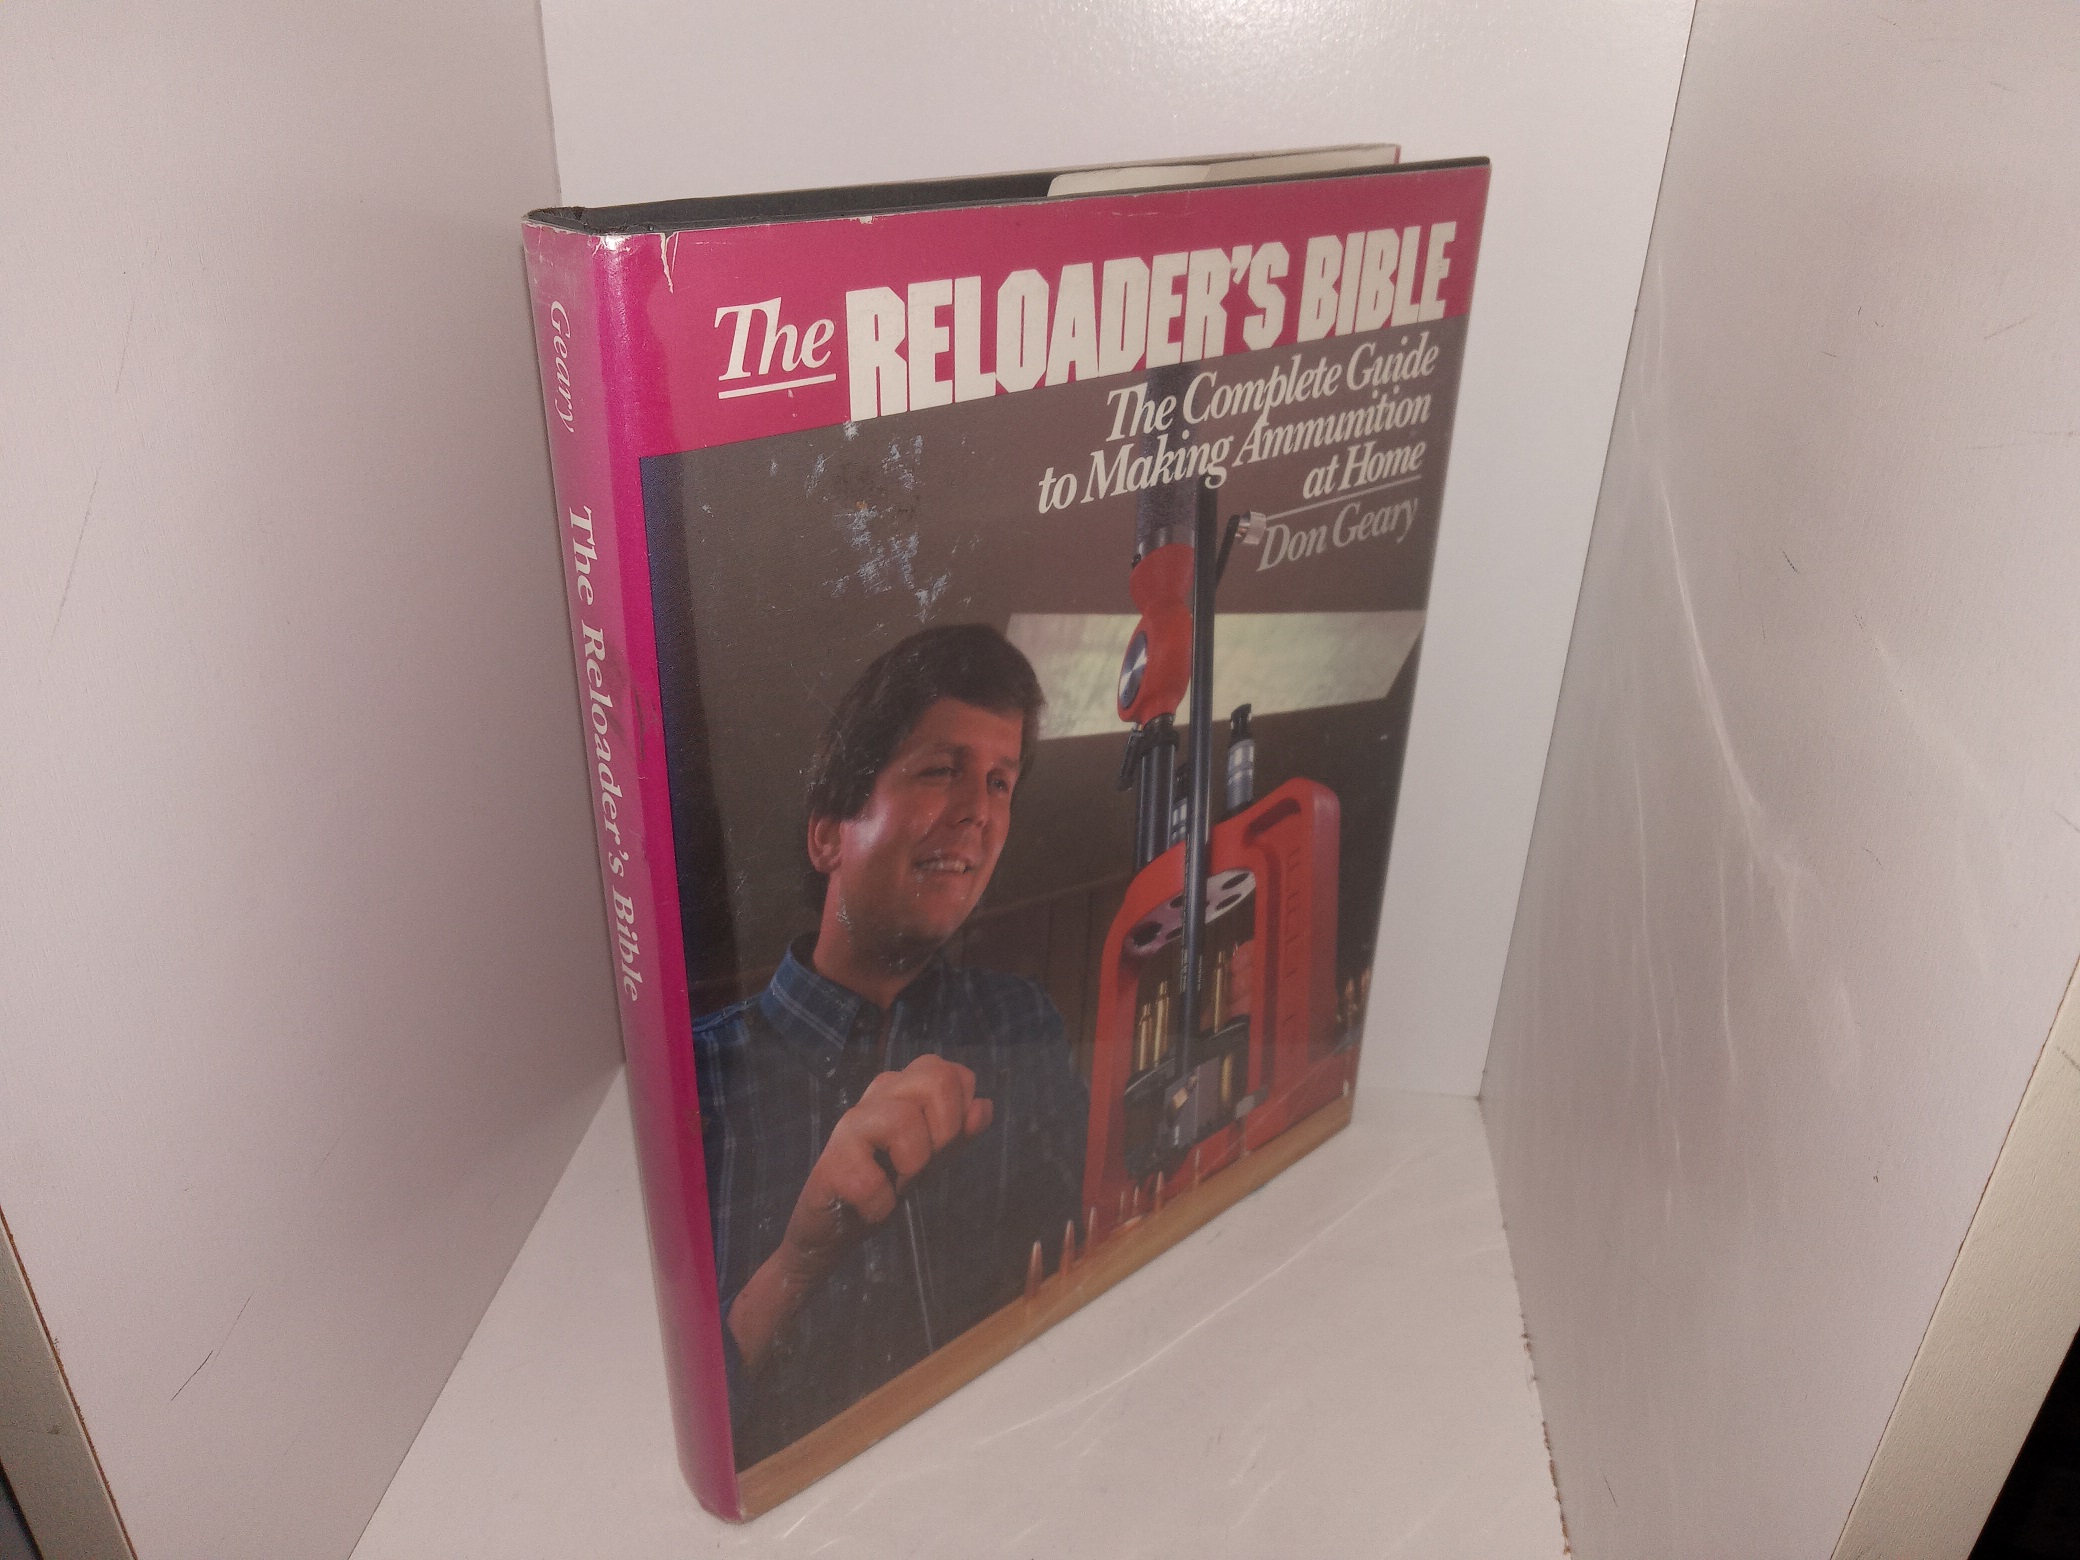 Geary The Reloader's Bible
The RELOADER'S BIBLE
The Complete Guide
to Making Ammunition
at Home
Don Geary